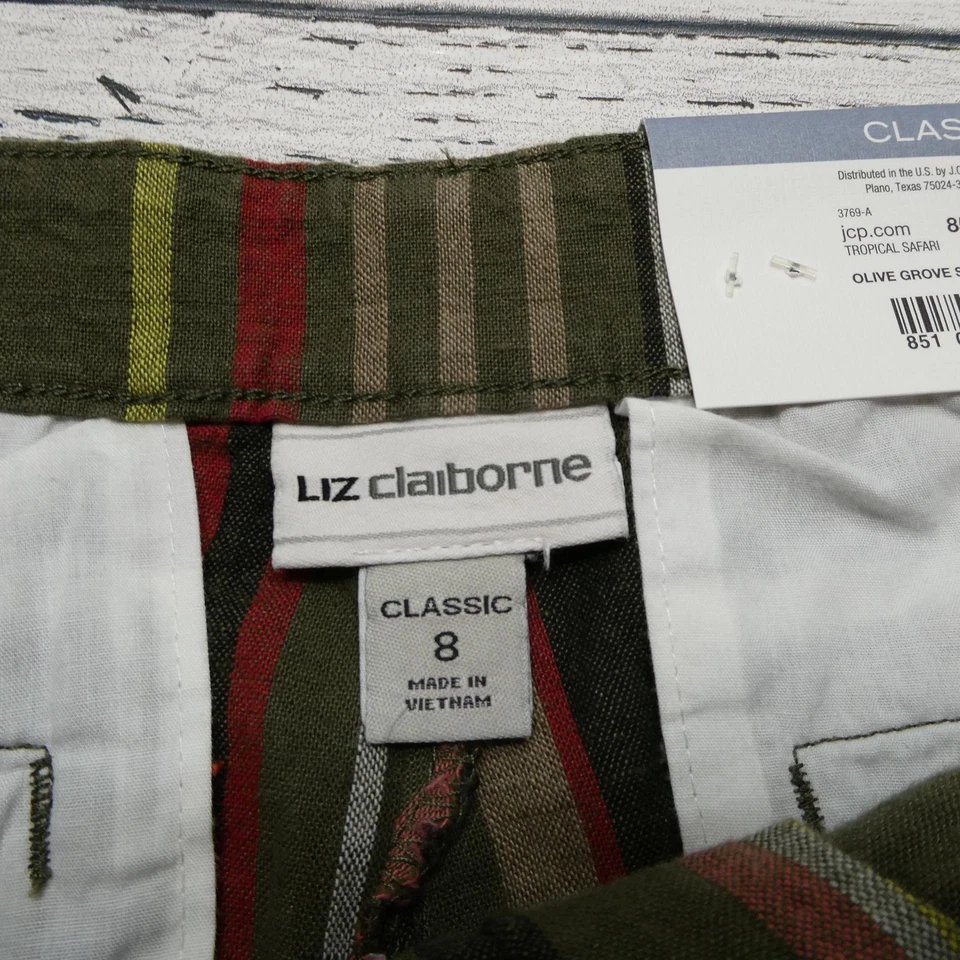 CLAS
Distributed in the U.S. by J.C
Plano, Texas 75024-3
3769-A
jcp.com
TROPICAL SAFARI
OLIVE GROVE S
851
LIZ claiborne
CLASSIC
8
MADE IN
VIETNAM